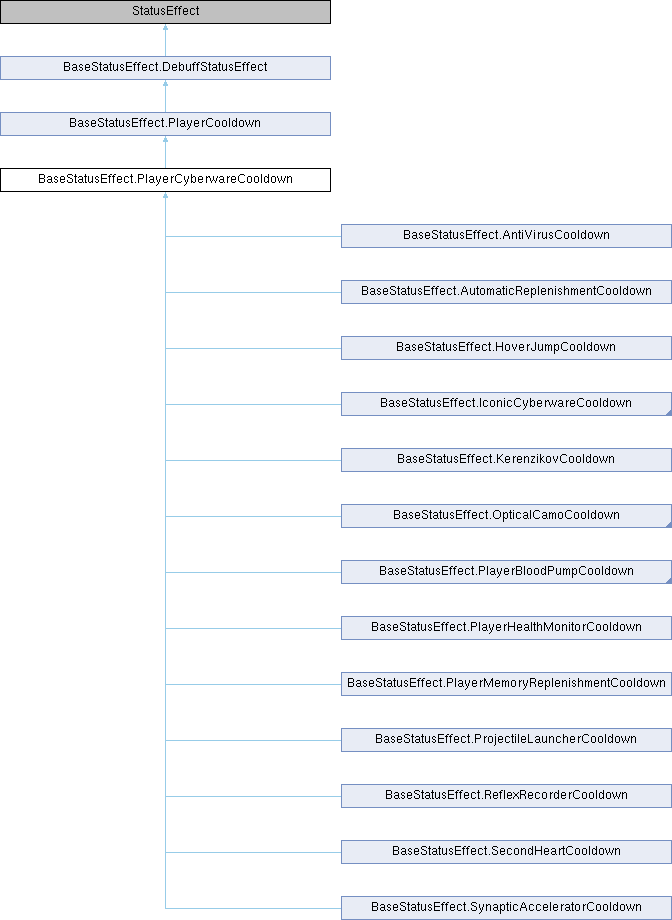 StatusEffect
BaseStatusEffect.DebuffStatusEffect
BaseStatusEffect.PlayerCooldown
BaseStatusEffect.PlayerCyberwareCooldown
BaseStatusEffect.AntiVirusCooldown
BaseStatusEffect.AutomaticReplenishmentCooldown
BaseStatusEffect.HoverJumpCooldown
BaseStatusEffect.IconicCyberwareCooldown
BaseStatusEffect.KerenzikovCooldown
BaseStatusEffect.OpticalCamoCooldown
BaseStatusEffect.PlayerBloodPumpCooldown
BaseStatusEffect.PlayerHealthMonitorCooldown
BaseStatusEffect.PlayerMemoryReplenishmentCooldown
BaseStatusEffect.ProjectileLauncherCooldown
BaseStatusEffect.ReflexRecorderCooldown
BaseStatusEffect.SecondHeartCooldown
BaseStatusEffect.SynapticAcceleratorCooldown